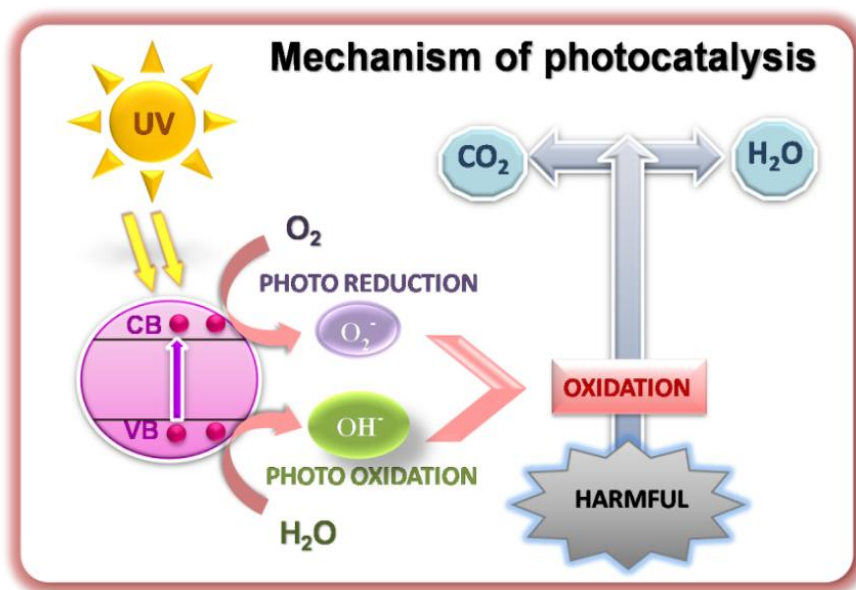 Mechanism of photocatalysis
UV
CO₂
H₂O
O₂
PHOTO REDUCTION
CB
O₂⁻
OXIDATION
VB
OH⁻
PHOTO OXIDATION
HARMFUL
H₂O